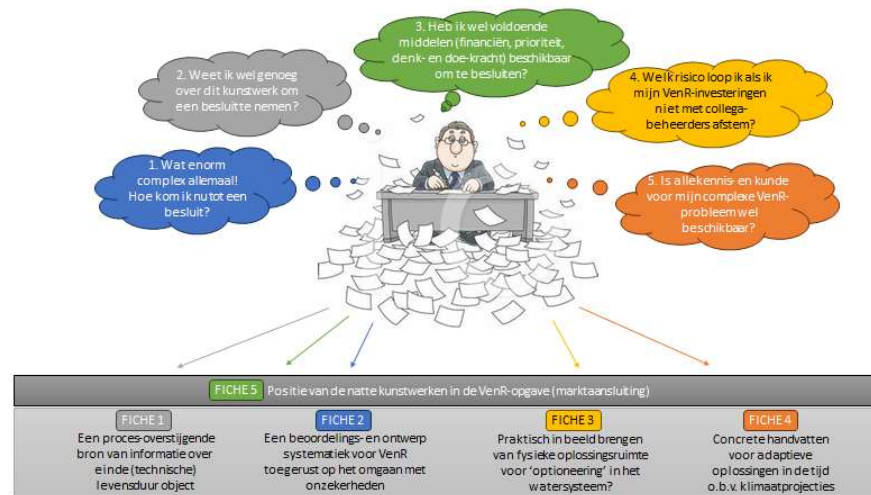 1. Wat enorm
complex allemaal!
Hoe kom ik nu tot een
besluit?
2. Weet ik wel genoeg
over dit kunstwerk om
een besluit te nemen?
3. Heb ik wel voldoende
middelen (financiën, prioriteit,
denk- en doe-kracht) beschikbaar
om te besluiten?
4. Welk risico loop ik als ik
mijn VenR-investeringen
niet met collega-
beheerders afstem?
5. Is alle kennis- en kunde
voor mijn complexe VenR-
probleem wel
beschikbaar?
FICHE 5 Positie van de natte kunstwerken in de VenR-opgave (marktaansluiting)
FICHE 1
Een proces-overstijgende
bron van informatie over
einde (technische)
levensduur object
FICHE 2
Een beoordelings- en ontwerp
systematiek voor VenR
toegerust op het omgaan met
onzekerheden
FICHE 3
Praktisch in beeld brengen
van fysieke oplossingsruimte
voor 'optioneering' in het
watersysteem?
FICHE 4
Concrete handvatten
voor adaptieve
oplossingen in de tijd
o.b.v. klimaatprojecties